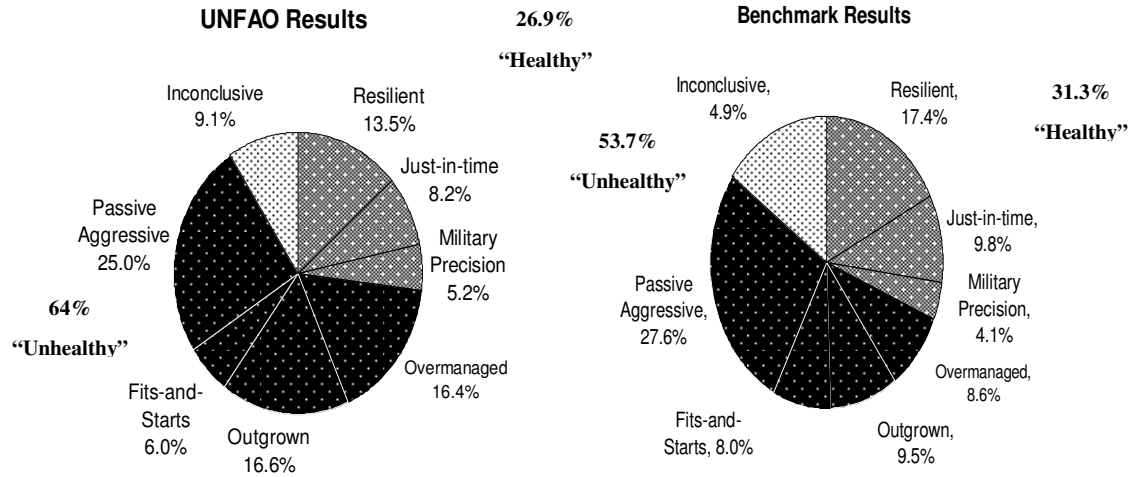 UNFAO Results
26.9%
“Healthy”
Inconclusive
9.1%
Resilient
13.5%
Just-in-time
8.2%
Military
Precision
5.2%
Overmanaged
16.4%
Outgrown
16.6%
Fits-and-
Starts
6.0%
64%
“Unhealthy”
Passive
Aggressive
25.0%
Benchmark Results
31.3%
“Healthy”
53.7%
“Unhealthy”
Inconclusive,
4.9%
Resilient,
17.4%
Just-in-time,
9.8%
Military
Precision,
4.1%
Overmanaged,
8.6%
Outgrown,
9.5%
Fits-and-
Starts, 8.0%
Passive
Aggressive,
27.6%